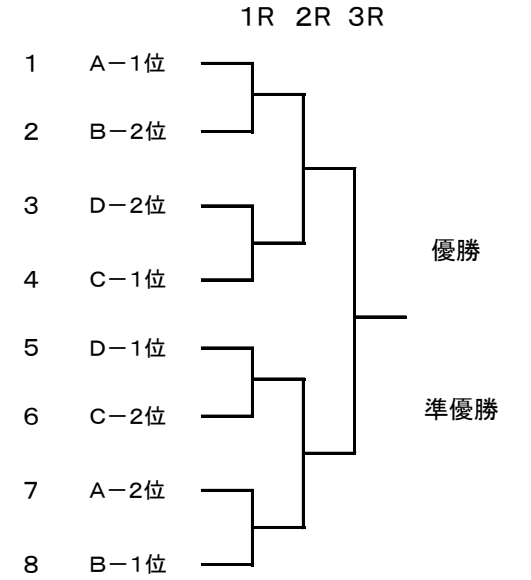 1R 2R 3R
1 A－1位
2 B－2位
3 D－2位
4 C－1位
優勝
5 D－1位
6 C－2位
準優勝
7 A－2位
8 B－1位